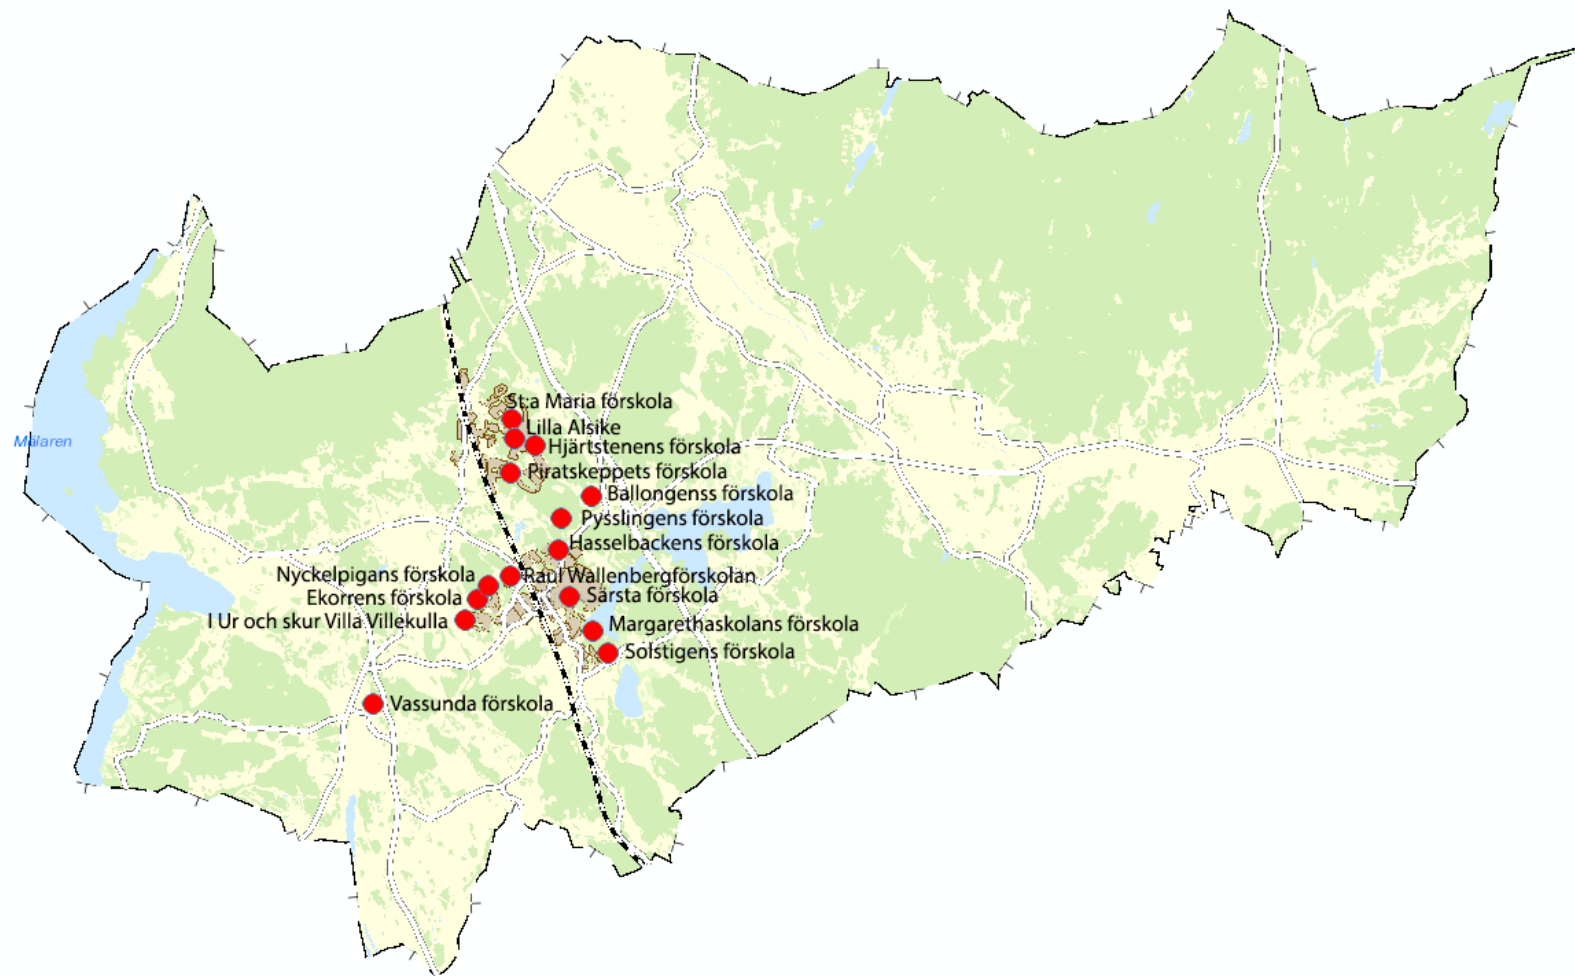 St:a Maria förskola
Lilla Alsike
Mälaren
Hjärtstenens förskola
Piratskeppets förskola
Ballongenss förskola
Pysslingens förskola
Hasselbackens förskola
Nyckelpigans förskola
Raul Wallenbergförskolan
Ekorrens förskola
Särsta förskola
I Ur och skur Villa Villekulla
Margarethaskolans förskola
Solstigens förskola
Vassunda förskola